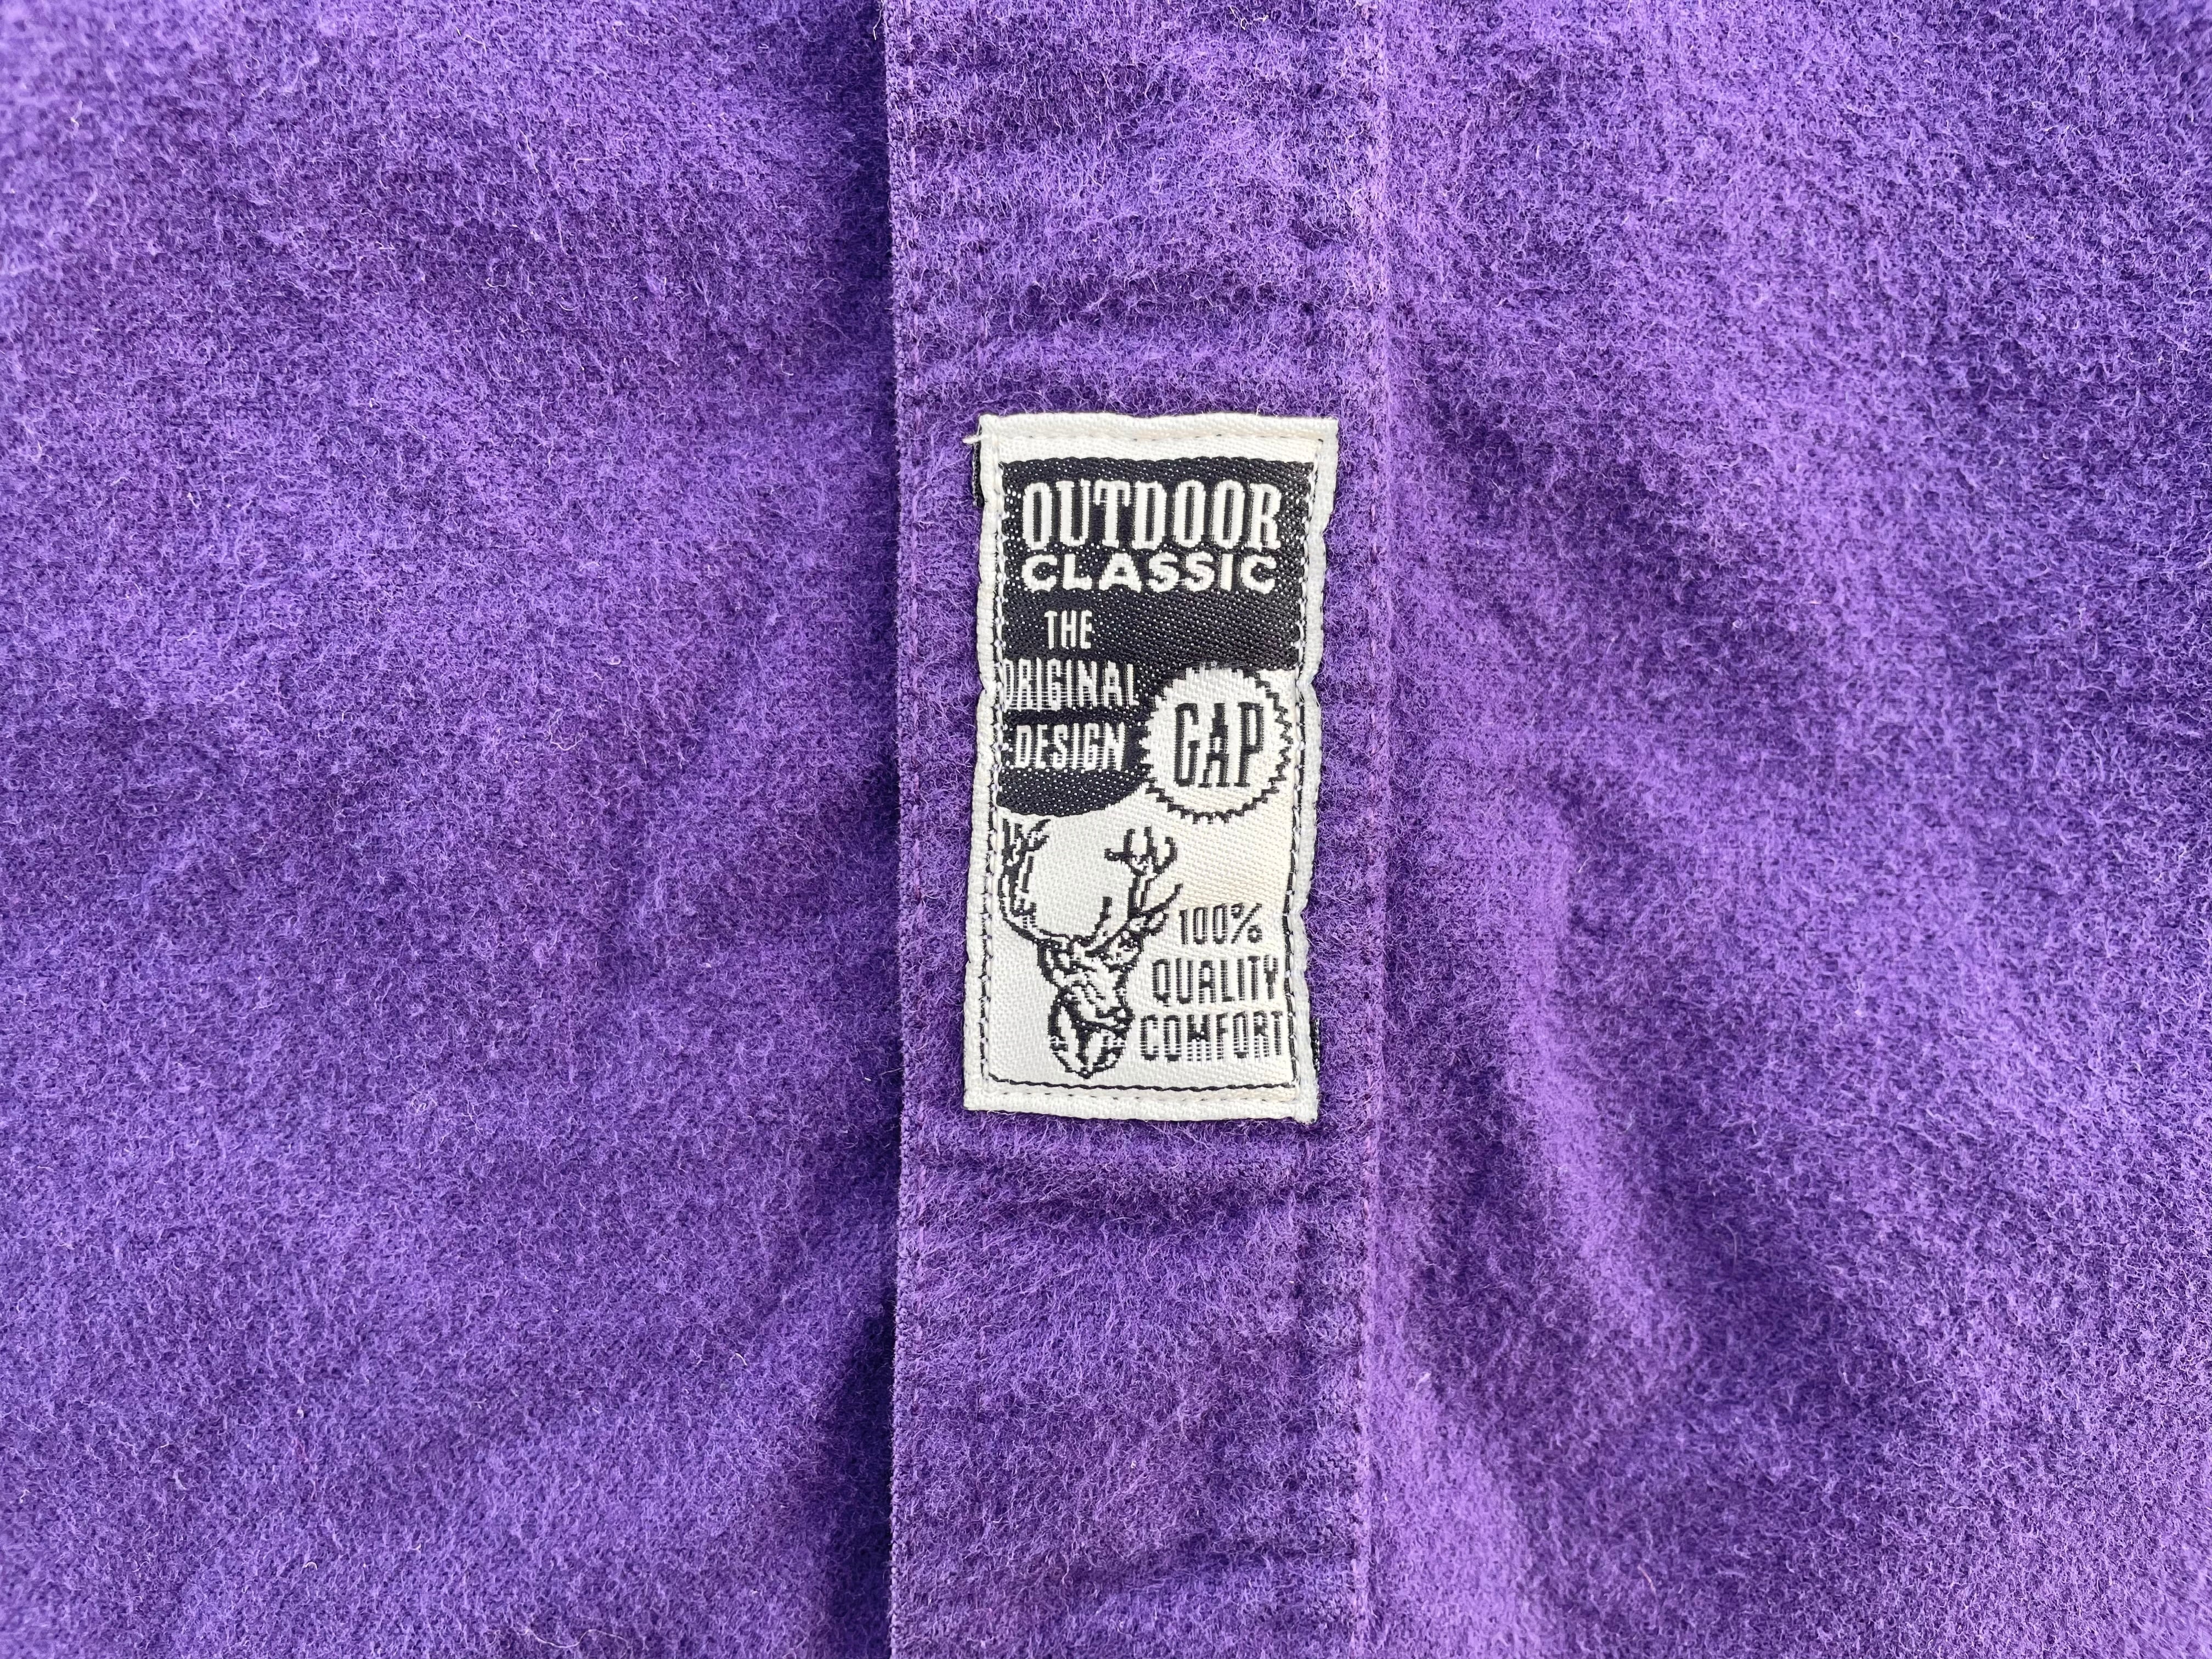 OUTDOOR
CLASSIC
THE
ORIGINAL
DESIGN
GAP
100%
QUALITY
COMFORT